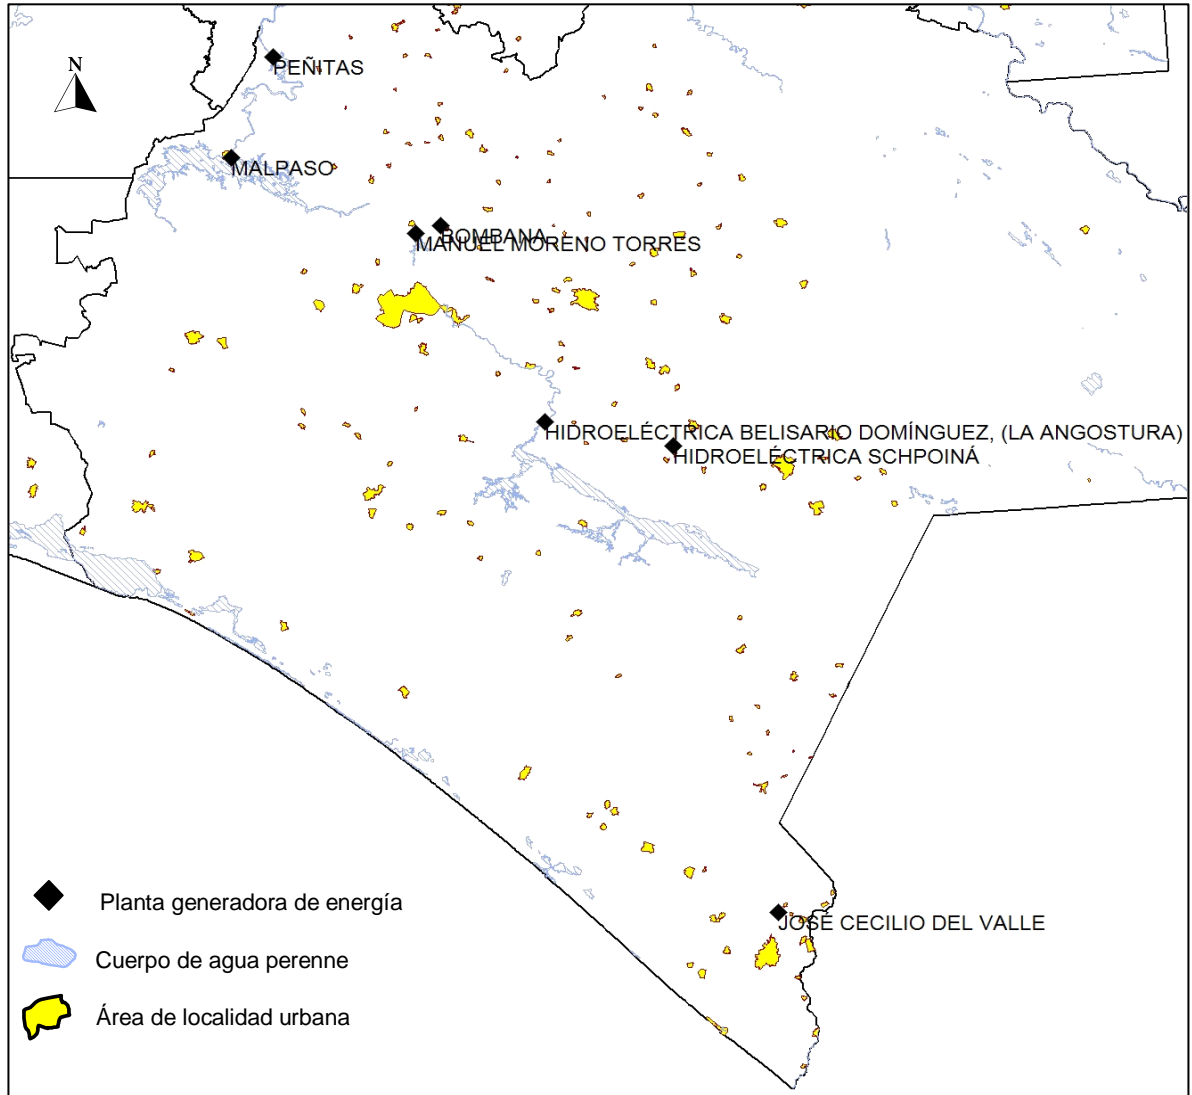 PEÑITAS
N
MALPASO
BOMBANA
MANUEL MORENO TORRES
HIDROELÉCTRICA BELISARIO DOMÍNGUEZ, (LA ANGOSTURA)
HIDROELÉCTRICA SCHPOINÁ
Planta generadora de energía
JOSÉ CECILIO DEL VALLE
Cuerpo de agua perenne
Área de localidad urbana